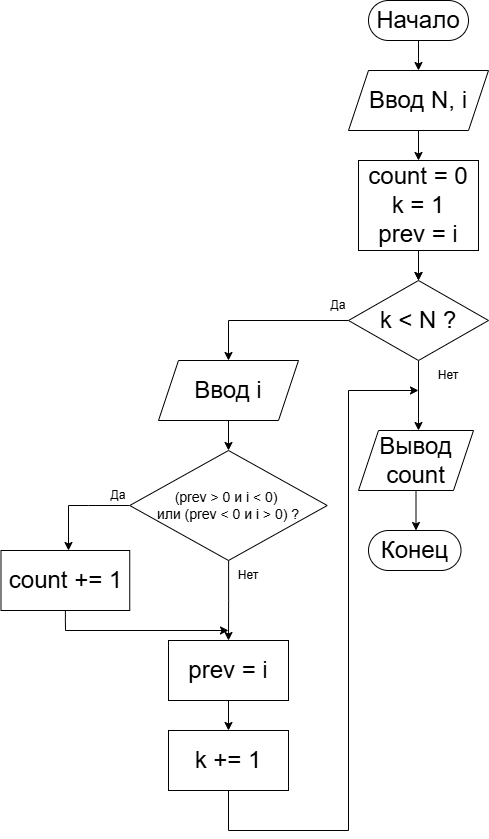 Начало
Ввод N, i
count = 0
k = 1
prev = i
k < N ?
Да
Нет
Ввод i
(prev > 0 и i < 0)
или (prev < 0 и i > 0) ?
Да
Нет
count += 1
prev = i
k += 1
Вывод
count
Конец